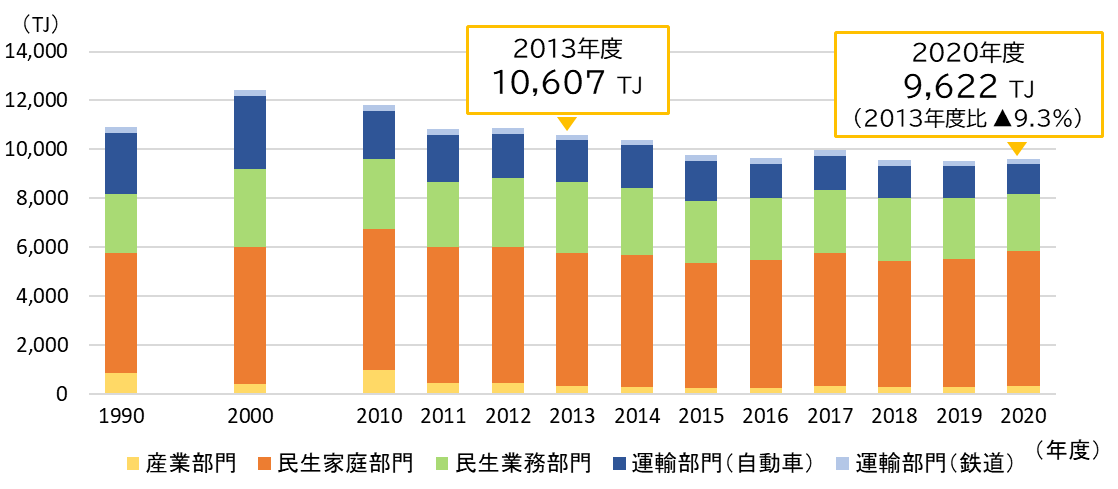 （TJ）
14,000
12,000
10,000
8,000
6,000
4,000
2,000
0
2013年度
10,607 TJ
2020年度
9,622 TJ
（2013年度比 ▲9.3%）
1990 2000 2010 2011 2012 2013 2014 2015 2016 2017 2018 2019 2020
（年度）
産業部門 民生家庭部門 民生業務部門 運輸部門（自動車） 運輸部門（鉄道）